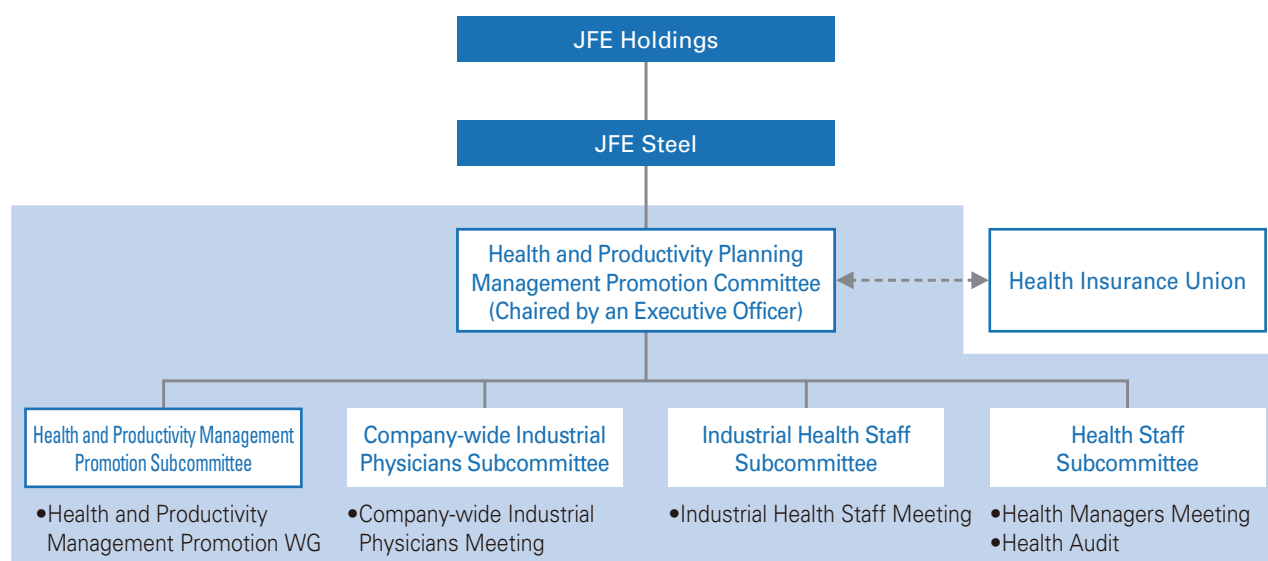 JFE Holdings
JFE Steel
Health and Productivity Planning
Management Promotion Committee
(Chaired by an Executive Officer)
Health Insurance Union
Health and Productivity Management
Promotion Subcommittee
•Health and Productivity
Management Promotion WG
Company-wide Industrial
Physicians Subcommittee
•Company-wide Industrial
Physicians Meeting
Industrial Health Staff
Subcommittee
•Industrial Health Staff Meeting
Health Staff
Subcommittee
•Health Managers Meeting
•Health Audit